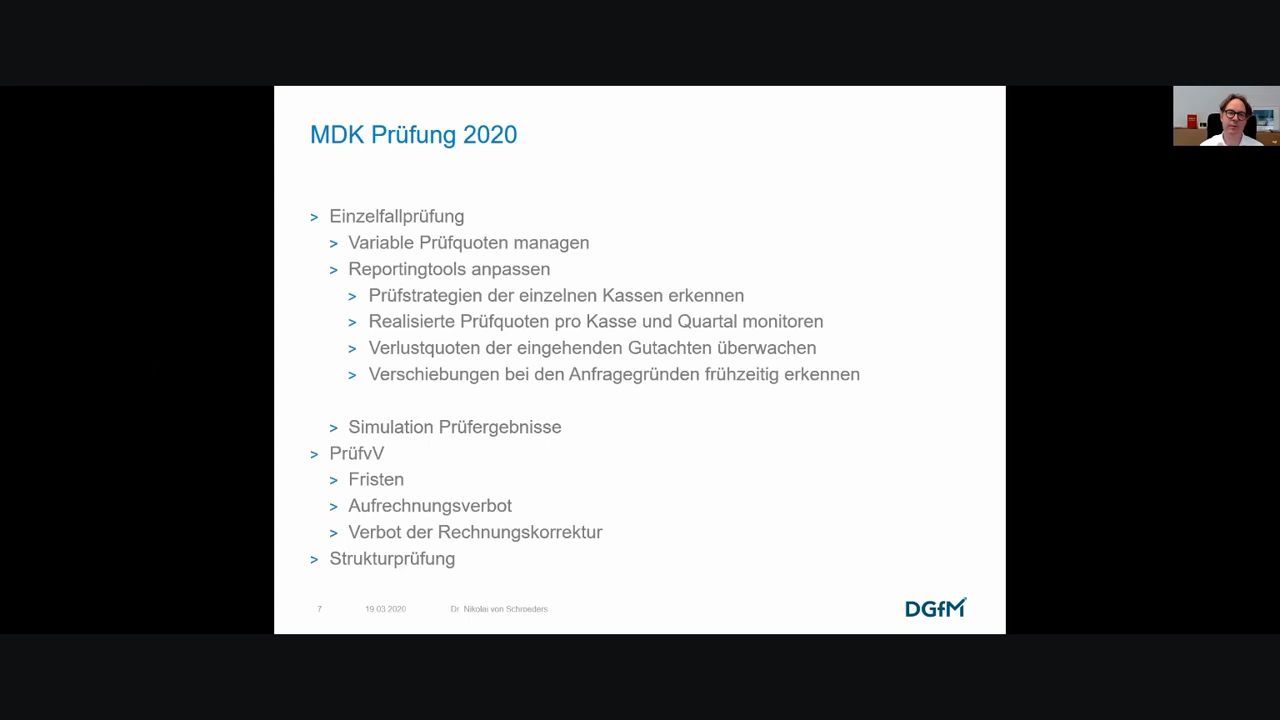 MDK Prüfung 2020
> Einzelfallprüfung
> Variable Prüfquoten managen
> Reportingtools anpassen
> Prüfstrategien der einzelnen Kassen erkennen
> Realisierte Prüfquoten pro Kasse und Quartal monitoren
> Verlustquoten der eingehenden Gutachten überwachen
> Verschiebungen bei den Anfragegründen frühzeitig erkennen
> Simulation Prüfergebnisse
> PrüfvV
> Fristen
> Aufrechnungsverbot
> Verbot der Rechnungskorrektur
> Strukturprüfung
7 19.03.2020 Dr. Nikolai von Schroeders
DGfM